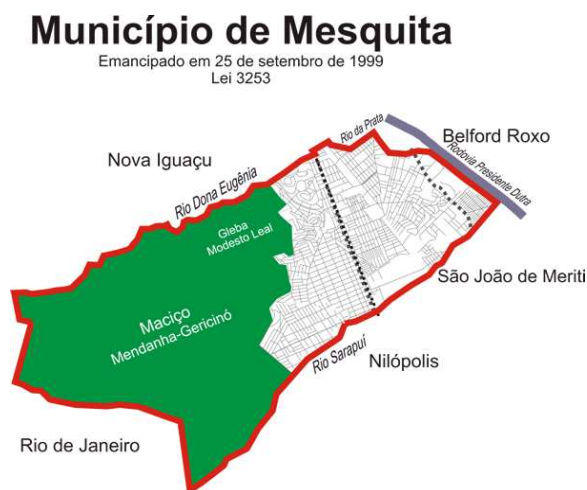 Município de Mesquita
Emancipado em 25 de setembro de 1999
Lei 3253
Rio da Prata
Belford Roxo
Rodovia Presidente Dutra
Nova Iguaçu
Rio Dona Eugênia
Gleba
Modesto Leal
São João de Meriti
Maciço
Mendanha-Gericinó
Rio Sarapuí
Nilópolis
Rio de Janeiro